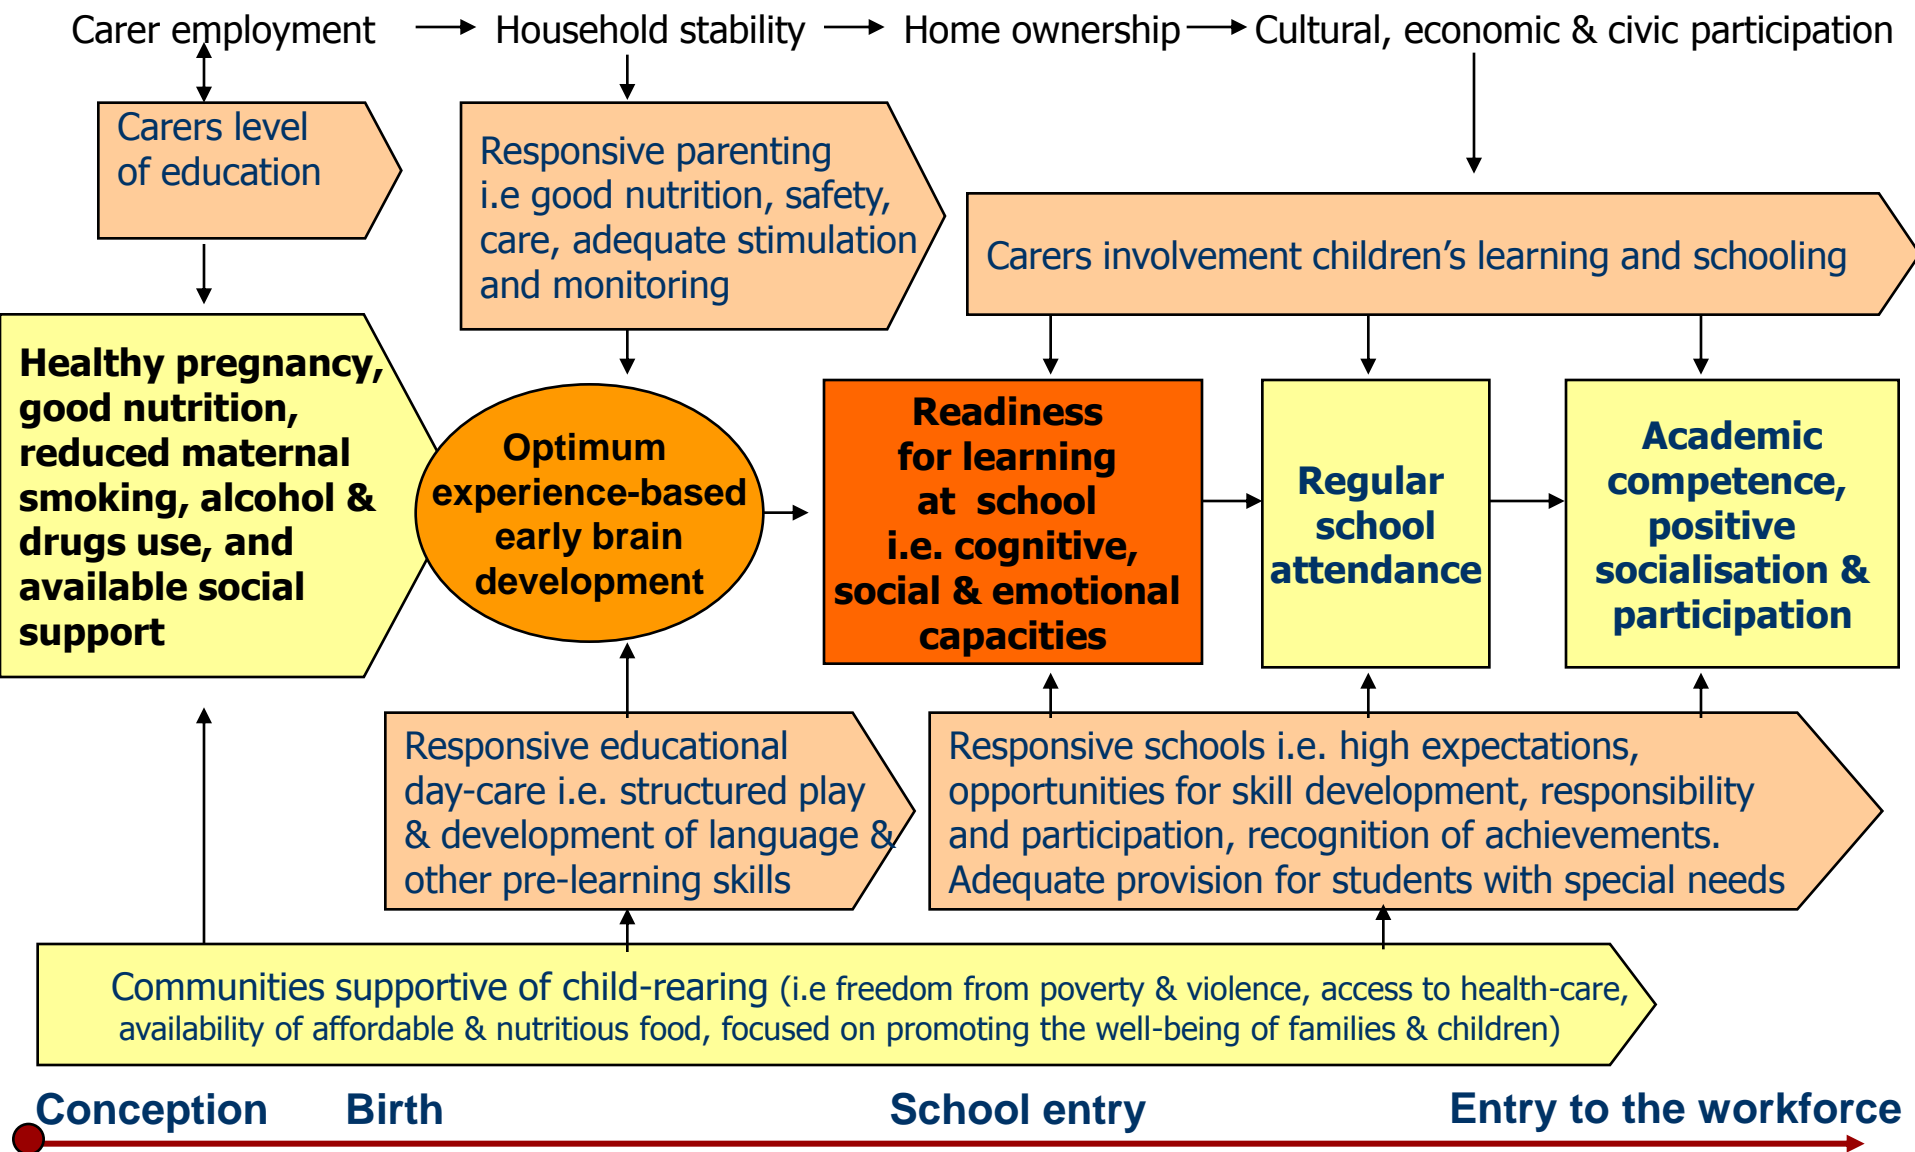 Carer employment
Household stability
Home ownership
Cultural, economic & civic participation
Carers level
of education
Responsive parenting
i.e good nutrition, safety,
care, adequate stimulation
and monitoring
Carers involvement children’s learning and schooling
Healthy pregnancy,
good nutrition,
reduced maternal
smoking, alcohol &
drugs use, and
available social
support
Optimum
experience-based
early brain
development
Readiness
for learning
at school
i.e. cognitive,
social & emotional
capacities
Regular
school
attendance
Academic
competence,
positive
socialisation &
participation
Responsive educational
day-care i.e. structured play
& development of language &
other pre-learning skills
Responsive schools i.e. high expectations,
opportunities for skill development, responsibility
and participation, recognition of achievements.
Adequate provision for students with special needs
Communities supportive of child-rearing (i.e freedom from poverty & violence, access to health-care,
availability of affordable & nutritious food, focused on promoting the well-being of families & children)
Conception
Birth
School entry
Entry to the workforce